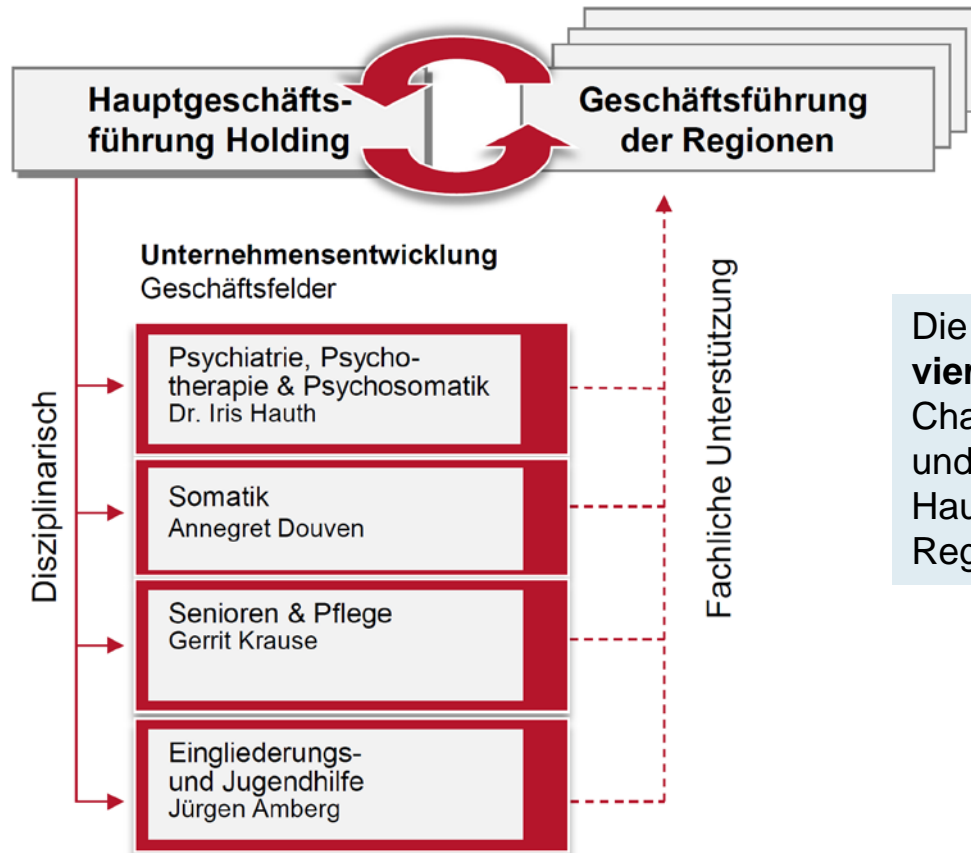 Hauptgeschäfts-
führung Holding
Geschäftsführung
der Regionen
Unternehmensentwicklung
Geschäftsfelder
Disziplinarisch
Psychiatrie, Psycho-
therapie & Psychosomatik
Dr. Iris Hauth
Somatik
Annegret Douven
Senioren & Pflege
Gerrit Krause
Eingliederungs-
und Jugendhilfe
Jürgen Amberg
Fachliche Unterstützung
Die
vier
Cha
und
Hau
Reg